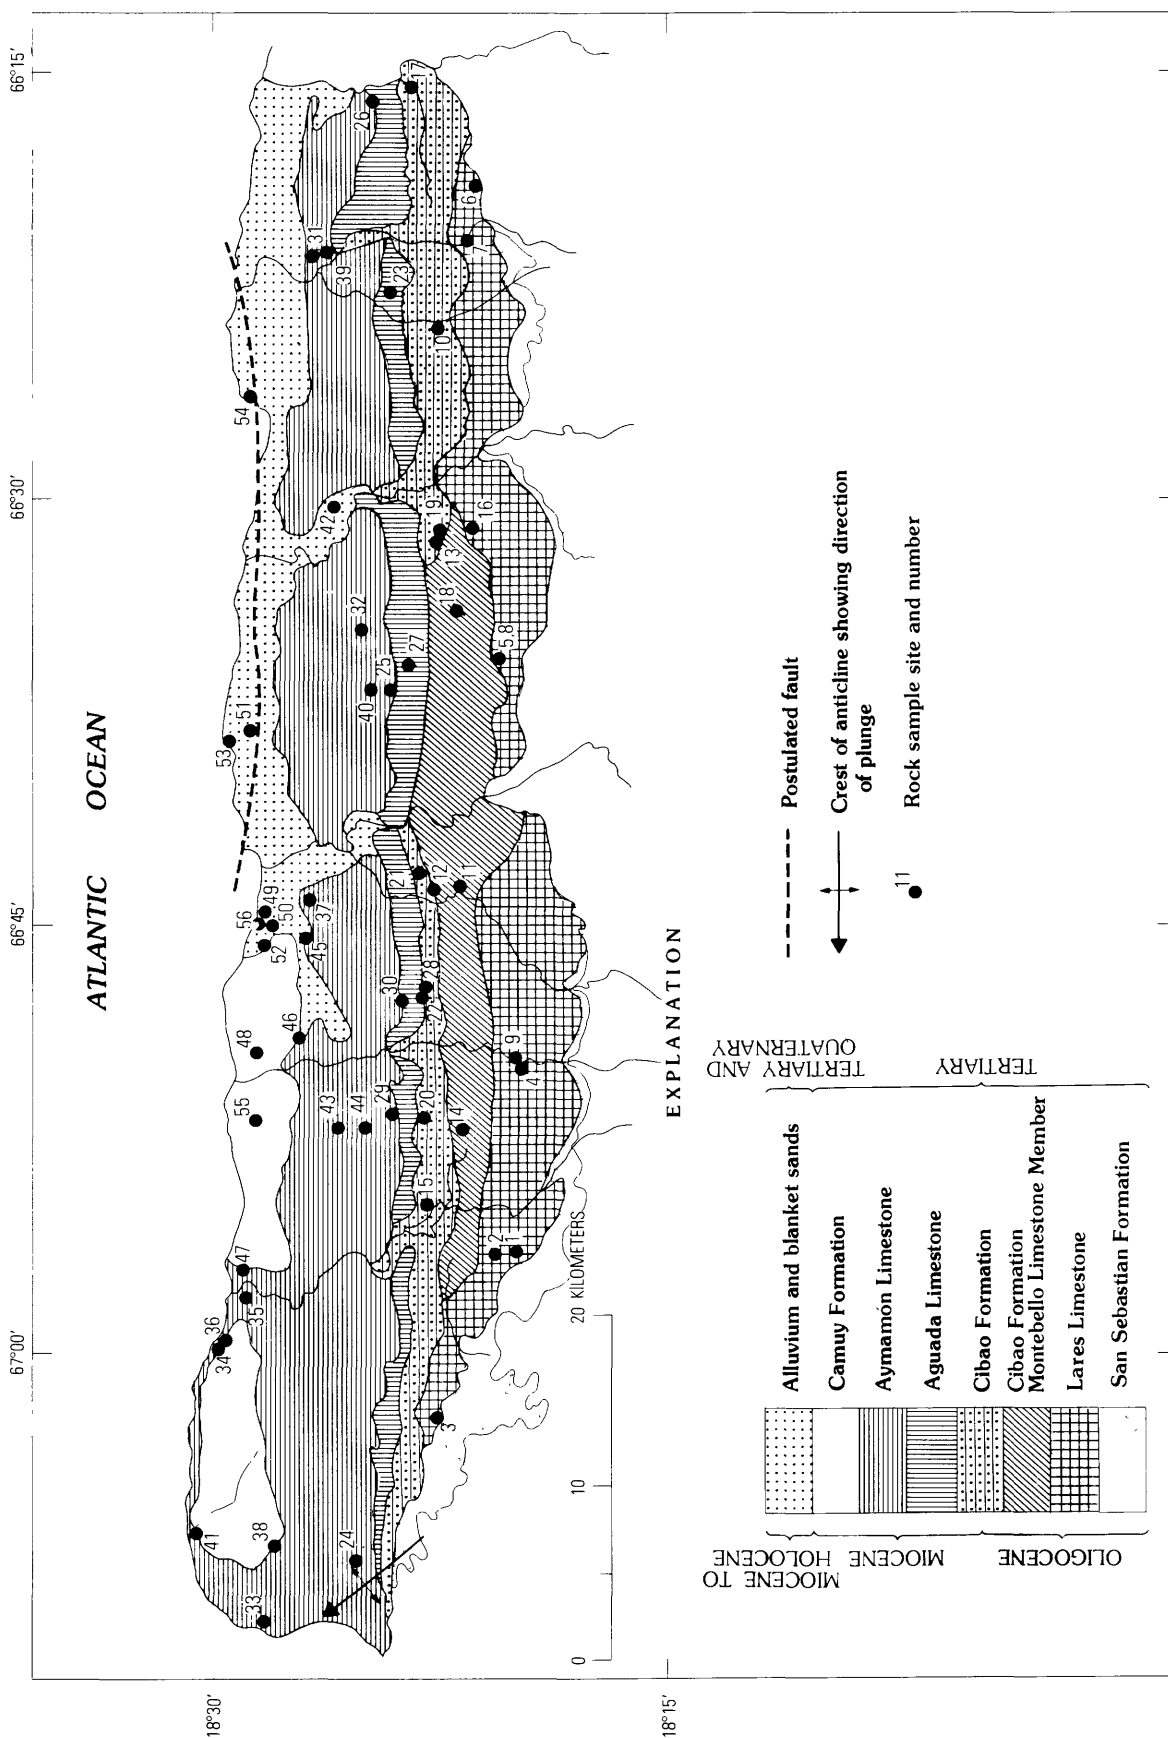 67°00′
66°45′
66°30′
66°15′
18°30′
18°15′
ATLANTIC OCEAN
41
38
33
24
34
36
35
47
55
48
46
43
44
29
20
14
15
2
1
3
4
9
52
56
49
50
45
37
30
22
28
21
12
11
53
51
40
25
27
32
18
5.8
13
19
16
42
54
10
23
39
31
7
6
26
17
0
10
20 KILOMETERS
EXPLANATION
MIOCENE TO
HOLOCENE
MIOCENE
OLIGOCENE
Alluvium and blanket sands
Camuy Formation
Aymamón Limestone
Aguada Limestone
Cibao Formation
Cibao Formation
Montebello Limestone Member
Lares Limestone
San Sebastian Formation
TERTIARY AND
QUATERNARY
TERTIARY
Postulated fault
Crest of anticline showing direction
of plunge
11
Rock sample site and number